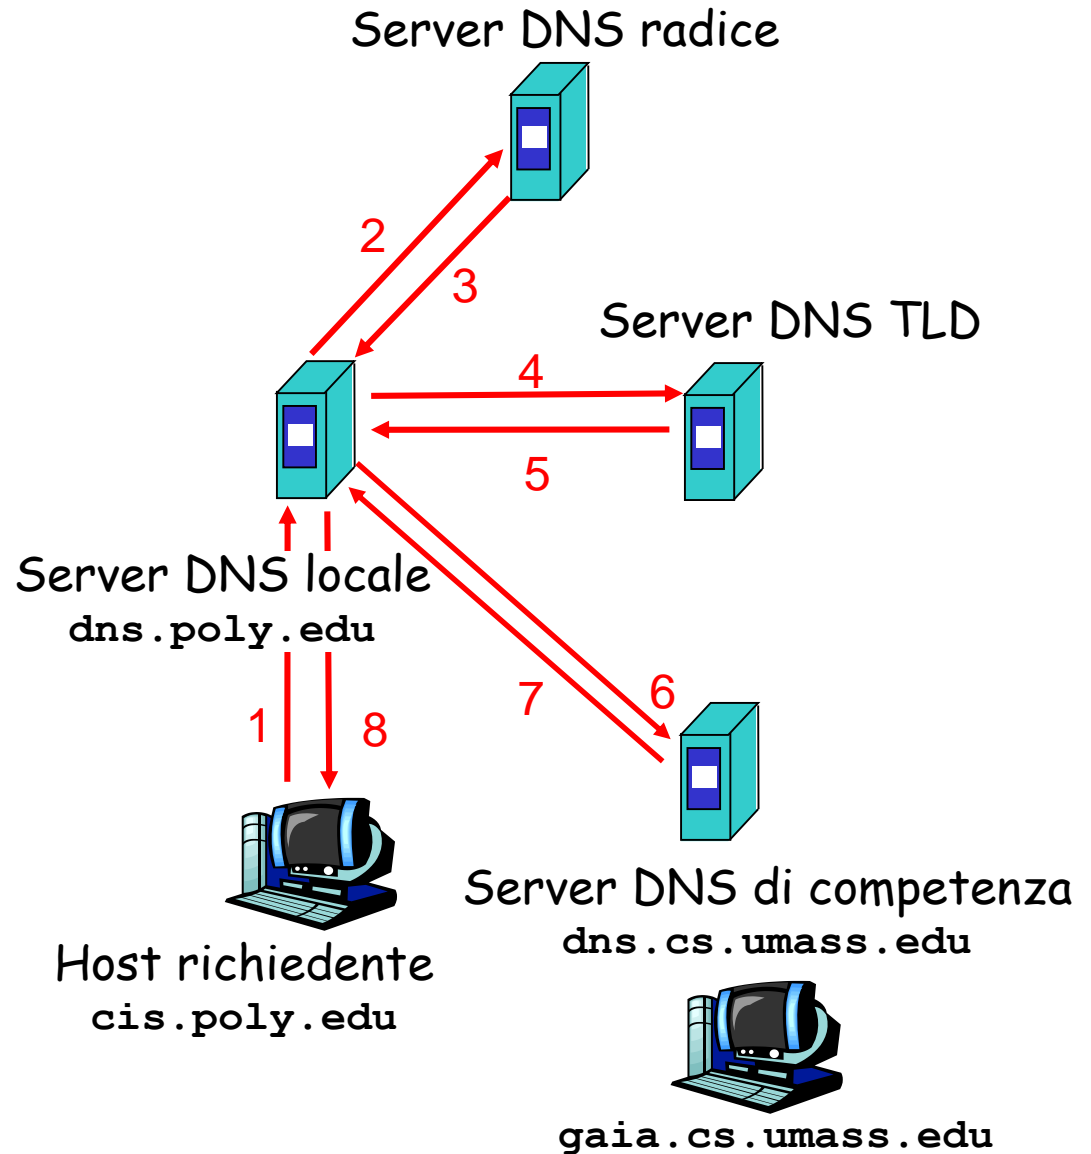 Server DNS radice
2
3
Server DNS TLD
4
5
Server DNS locale
dns.poly.edu
1
8
7
6
Server DNS di competenza
dns.cs.umass.edu
Host richiedente
cis.poly.edu
gaia.cs.umass.edu